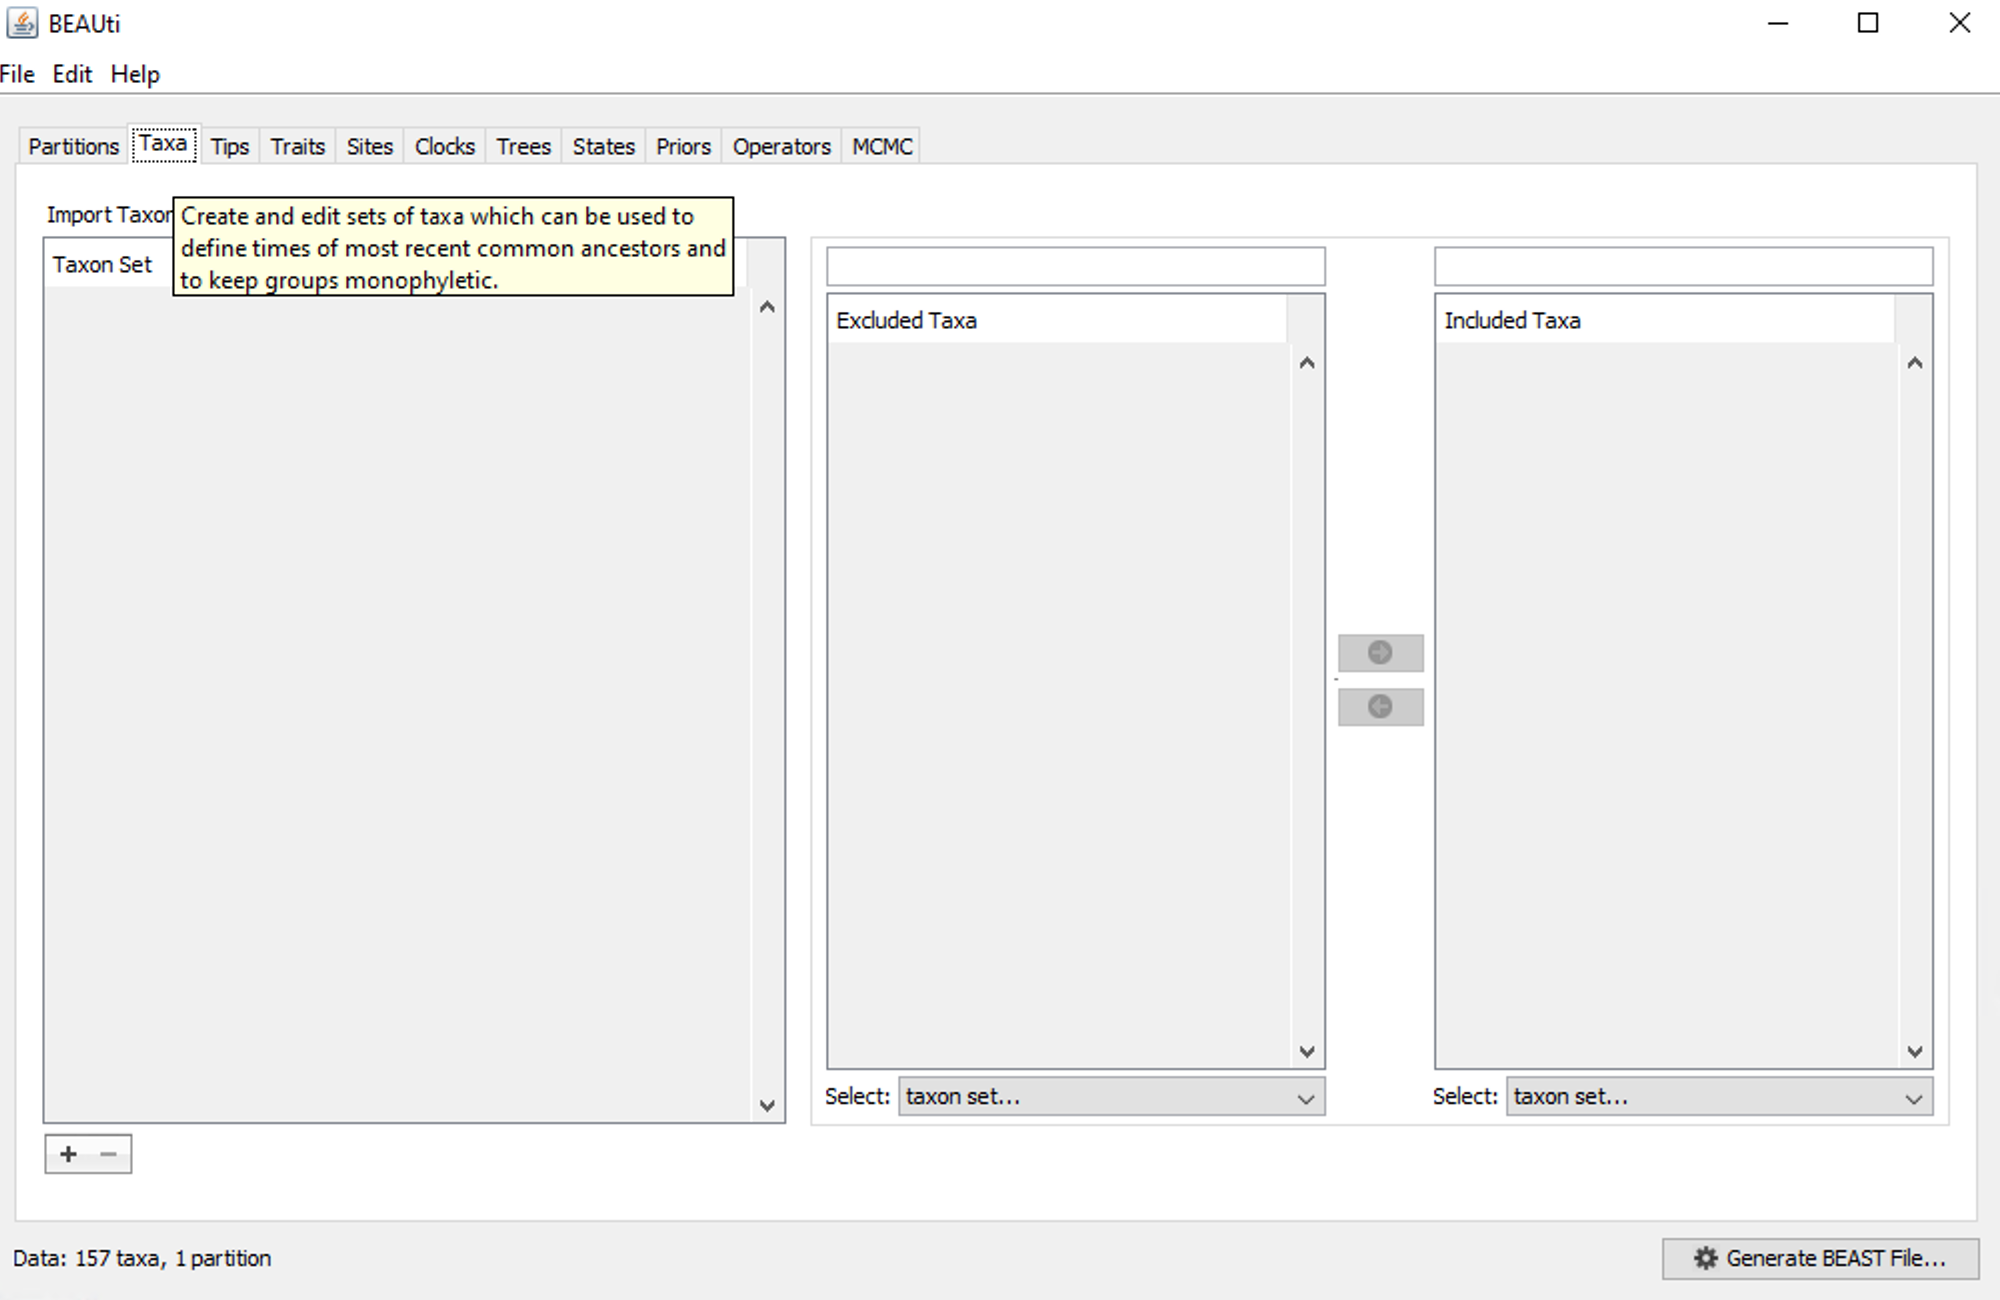 BEAUti
File Edit Help
Partitions Taxa Tips Traits Sites Clocks Trees States Priors Operators MCMC
Import Taxon
Create and edit sets of taxa which can be used to
define times of most recent common ancestors and
to keep groups monophyletic.
Taxon Set
Excluded Taxa
Included Taxa
Select: taxon set...
Select: taxon set...
+ −
Data: 157 taxa, 1 partition
Generate BEAST File...